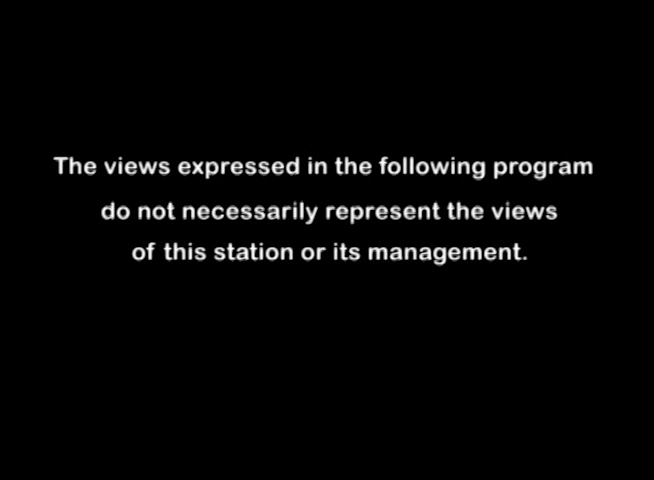 The views expressed in the following program
do not necessarily represent the views
of this station or its management.